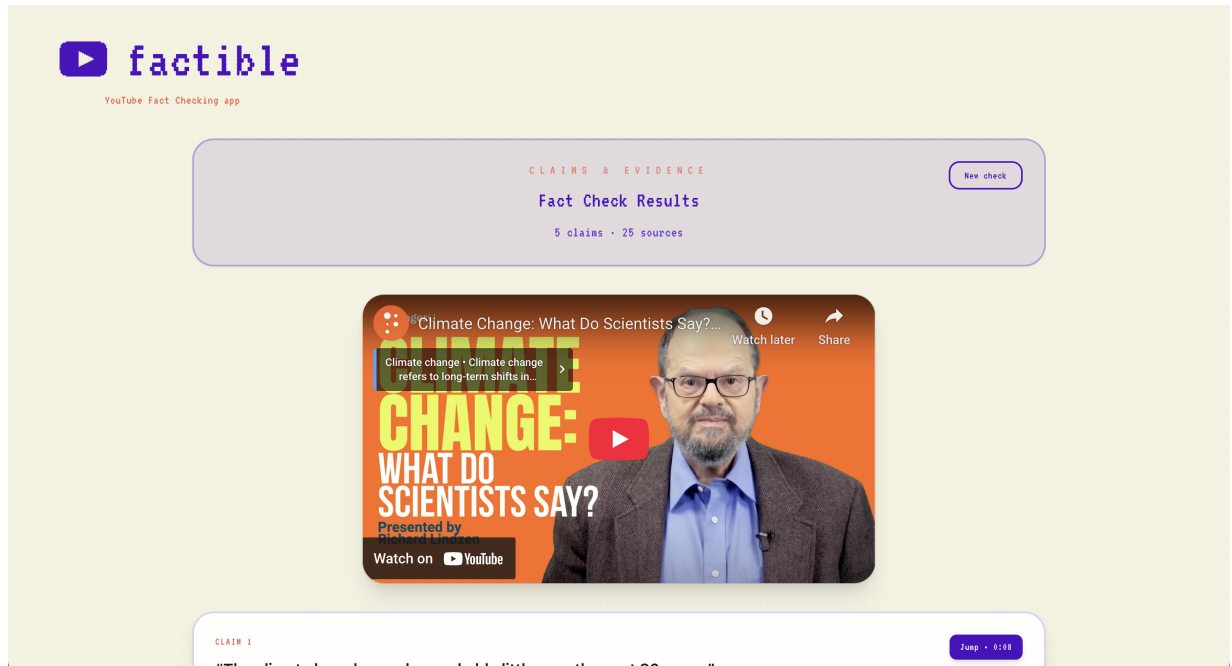 factible
YouTube Fact Checking app
CLAIMS & EVIDENCE
New check
Fact Check Results
5 claims · 25 sources
Climate Change: What Do Scientists Say?...
Watch later
Share
Climate change • Climate change
refers to long-term shifts in...
CLIMATE
CHANGE:
WHAT DO
SCIENTISTS SAY?
Presented by
Richard Lindzen
Watch on YouTube
CLAIM 1
Jump • 0:08